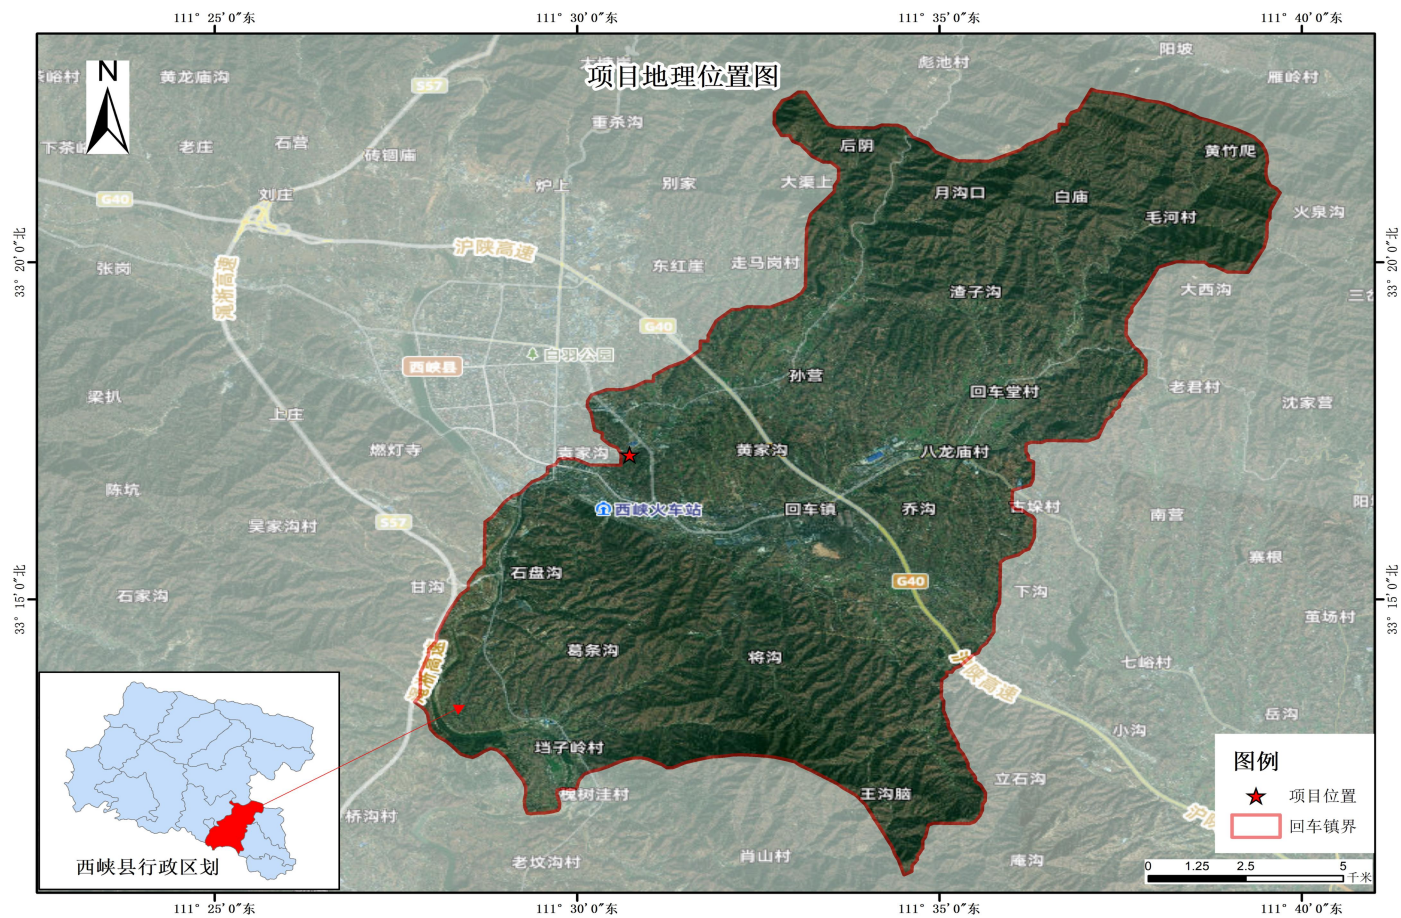 111° 25′0″东
111° 30′0″东
111° 35′0″东
111° 40′0″东
项目地理位置图
N
茶峪村
黄龙庙沟
S57
彪池村
阳坡
雁岭村
重杀沟
下茶峪
老庄
石营
砖锢庙
后阴
黄竹爬
G40
刘庄
炉上
别家
大渠上
月沟口
白庙
毛河村
火泉沟
沪陕高速
33° 20′0″北
张岗
东红崖
走马岗村
33° 20′0″北
渣子沟
大西沟
G40
白羽公园
西峡县
孙营
回车堂村
老君村
梁扒
上庄
沈家营
燃灯寺
袁家沟
黄家沟
八龙庙村
陈坑
西峡火车站
回车镇
乔沟
古垛村
南营
吴家沟村
S57
寨根
石盘沟
甘沟
G40
下沟
石家沟
茧场村
33° 15′0″北
33° 15′0″北
葛条沟
将沟
沪陕高速
七峪村
岳沟
小沟
垱子岭村
立石沟
槐树洼村
王沟脑
桥沟村
老坟沟村
肖山村
庵沟
西峡县行政区划
图例
项目位置
回车镇界
0 1.25 2.5 5
千米
111° 25′0″东
111° 30′0″东
111° 35′0″东
111° 40′0″东